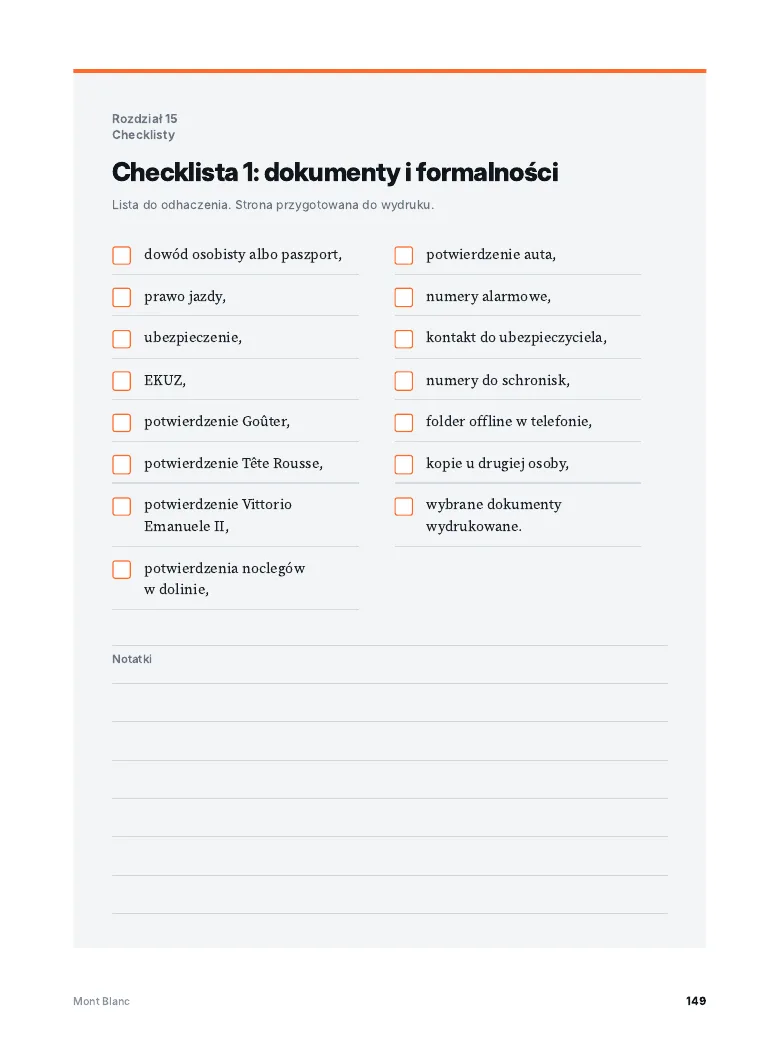 Rozdział 15
Checklisty
Checklista 1: dokumenty i formalności
Lista do odhaczenia. Strona przygotowana do wydruku.
dowód osobisty albo paszport,
prawo jazdy,
ubezpieczenie,
EKUZ,
potwierdzenie Goûter,
potwierdzenie Tête Rousse,
potwierdzenie Vittorio
Emanuele II,
potwierdzenia noclegów
w dolinie,
potwierdzenie auta,
numery alarmowe,
kontakt do ubezpieczyciela,
numery do schronisk,
folder offline w telefonie,
kopie u drugiej osoby,
wybrane dokumenty
wydrukowane.
Notatki
Mont Blanc
149